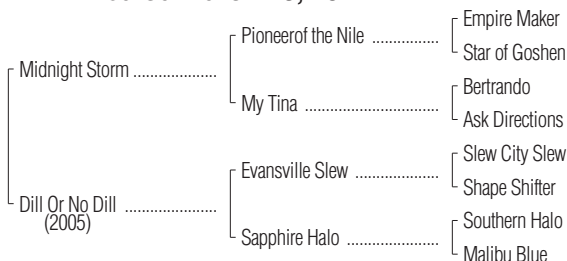 Empire Maker
Pioneerof the Nile ..................
Star of Goshen
Midnight Storm .....................
Bertrando
My Tina .................................
Ask Directions
Slew City Slew
Evansville Slew ......................
Shape Shifter
Dill Or No Dill .......................
(2005)
Southern Halo
Sapphire Halo .......................
Malibu Blue